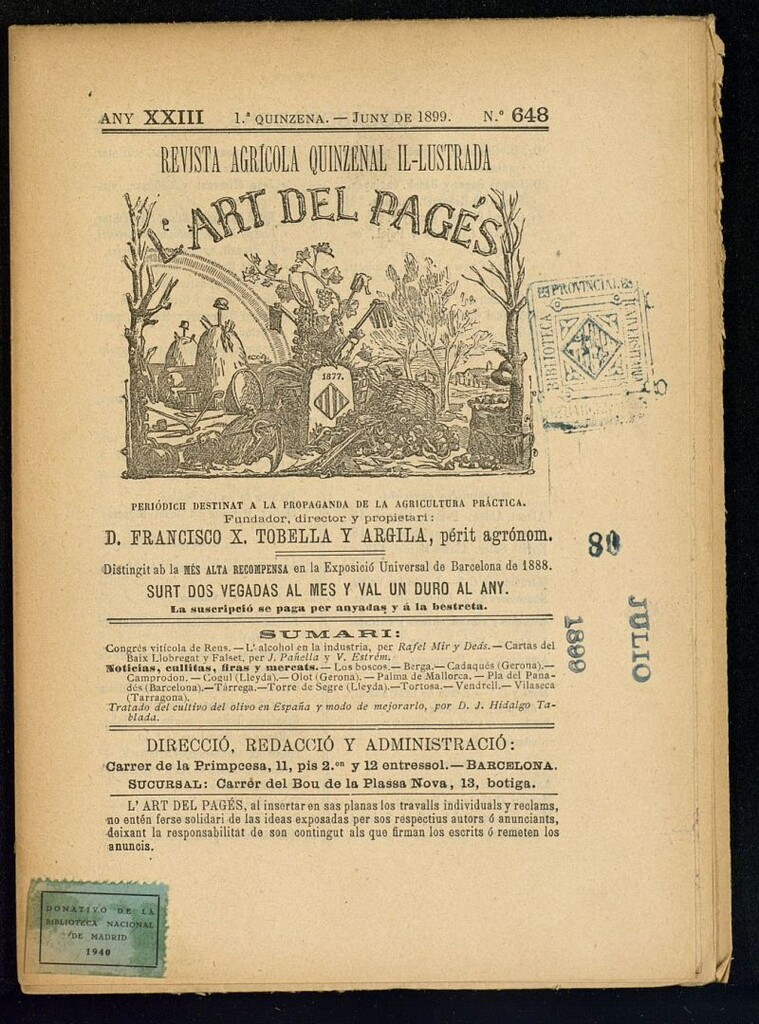 ANY XXIII 1.ª QUINZENA. — JUNY DE 1899. N.º 648
REVISTA AGRÍCOLA QUINZENAL IL-LUSTRADA
L' ART DEL PAGÉS
1877.
PERIÓDICH DESTINAT A LA PROPAGANDA DE LA AGRICULTURA PRÁCTICA.
Fundador, director y propietari:
D. FRANCISCO X. TOBELLA Y ARGILA, périt agrónom.
Distingit ab la MÉS ALTA RECOMPENSA en la Exposició Universal de Barcelona de 1888.
SURT DOS VEGADAS AL MES Y VAL UN DURO AL ANY.
La suscripció se paga per anyadas y á la bestreta.
SUMARI:
Congrés vitícola de Reus. — L' alcohol en la industria, per Rafel Mir y Deás. — Cartas del
Baix Llobregat y Falset, per J. Pañella y V. Estrém.
Noticias, cullitas, firas y mercats. — Los boscos. — Berga. — Cadaqués (Gerona). —
Camprodon. — Cogul (Lleyda). — Olot (Gerona). — Palma de Mallorca. — Pla del Pana-
dés (Barcelona). — Tárrega. — Torre de Segre (Lleyda). — Tortosa. — Vendrell. — Vilaseca
(Tarragona).
Tratado del cultivo del olivo en España y modo de mejorarlo, por D. J. Hidalgo Ta-
blada.
DIRECCIÓ, REDACCIÓ Y ADMINISTRACIÓ:
Carrer de la Primpcesa, 11, pis 2.on y 12 entressol. — BARCELONA.
SUCURSAL: Carrér del Bou de la Plassa Nova, 13, botiga.
L' ART DEL PAGÉS, al insertar en sas planas los travalls individuals y reclams,
no entén ferse solidari de las ideas exposadas per sos respectius autors ó anunciants,
deixant la responsabilitat de son contingut als que firman los escrits ó remeten los
anuncis.
PROVINCIAL
BIBLIOTECA
UNIVERSITARIA
80
JULIO
1899
DONATIVO DE LA
BIBLIOTECA NACIONAL
DE MADRID
1940